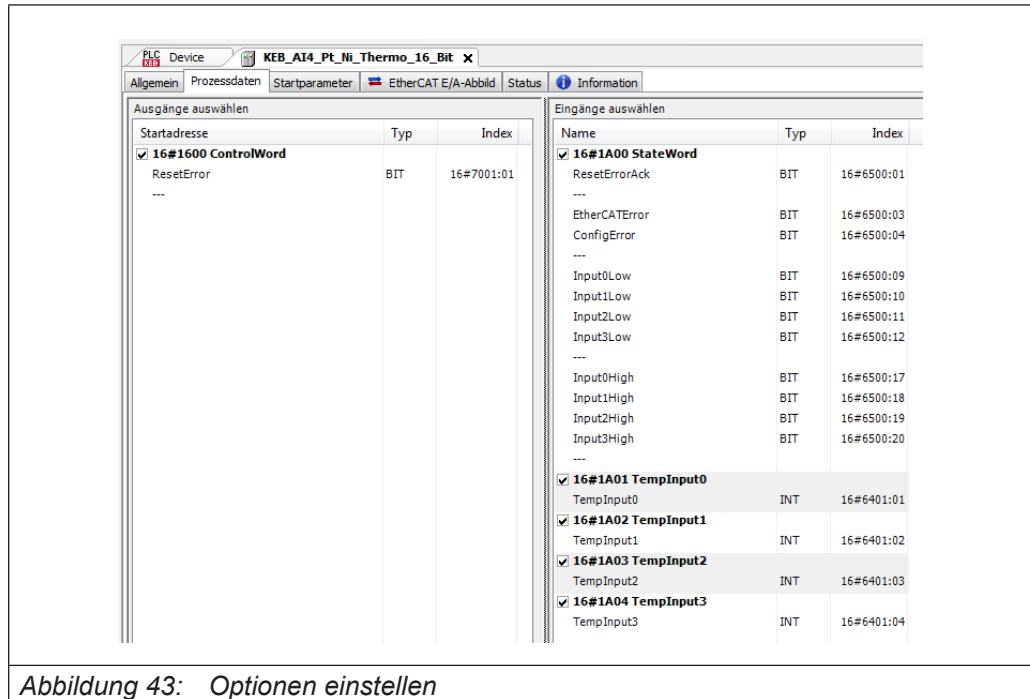 PLC KEB Device KEB_AI4_Pt_Ni_Thermo_16_Bit x
Allgemein Prozessdaten Startparameter EtherCAT E/A-Abbild Status Information
Ausgänge auswählen
Startadresse Typ Index
16#1600 ControlWord
ResetError BIT 16#7001:01
---
Eingänge auswählen
Name Typ Index
16#1A00 StateWord
ResetErrorAck BIT 16#6500:01
---
EtherCATError BIT 16#6500:03
ConfigError BIT 16#6500:04
---
Input0Low BIT 16#6500:09
Input1Low BIT 16#6500:10
Input2Low BIT 16#6500:11
Input3Low BIT 16#6500:12
---
Input0High BIT 16#6500:17
Input1High BIT 16#6500:18
Input2High BIT 16#6500:19
Input3High BIT 16#6500:20
---
16#1A01 TempInput0
TempInput0 INT 16#6401:01
16#1A02 TempInput1
TempInput1 INT 16#6401:02
16#1A03 TempInput2
TempInput2 INT 16#6401:03
16#1A04 TempInput3
TempInput3 INT 16#6401:04
Abbildung 43: Optionen einstellen